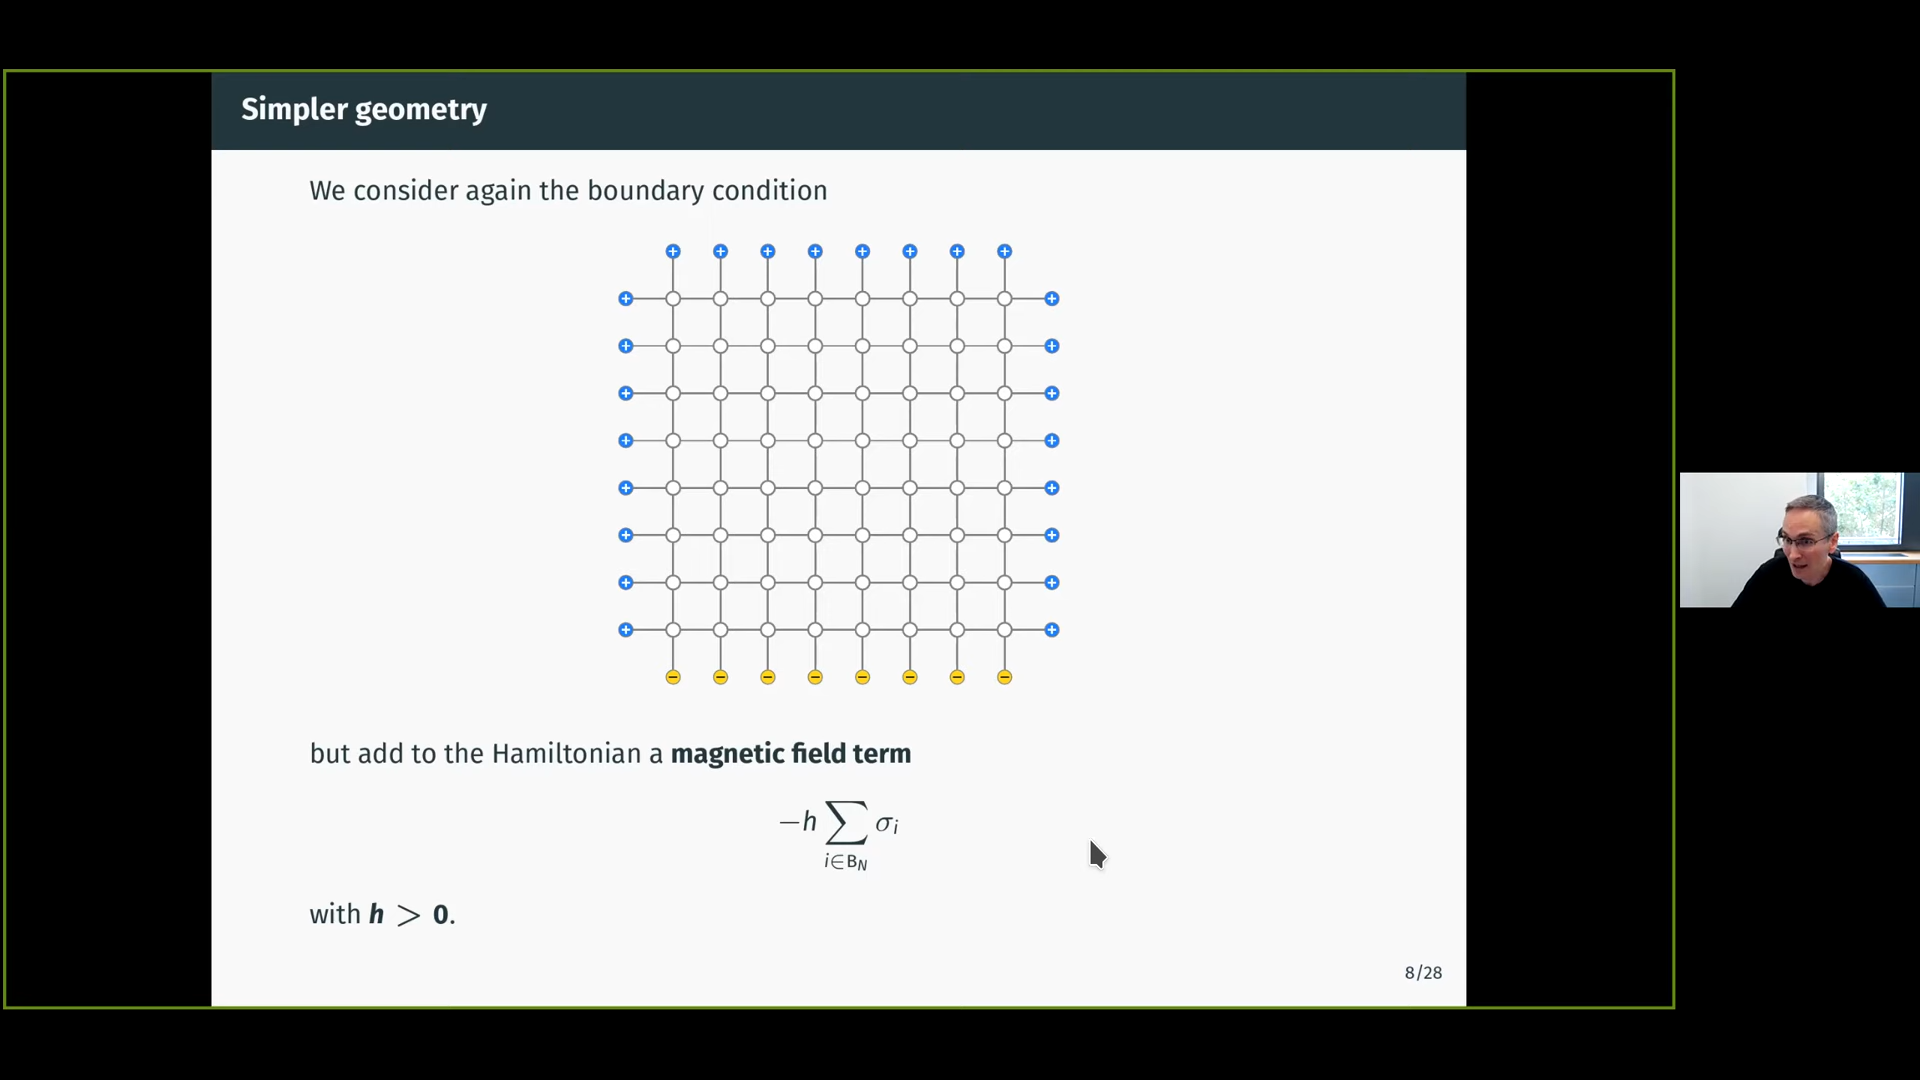 Simpler geometry
We consider again the boundary condition
+ + + + + + + +
+ +
+ +
+ +
+ +
+ +
+ +
+ +
+ +
− − − − − − − −
but add to the Hamiltonian a magnetic field term
−h ∑ σᵢ
i∈B_N
with h > 0.
8/28